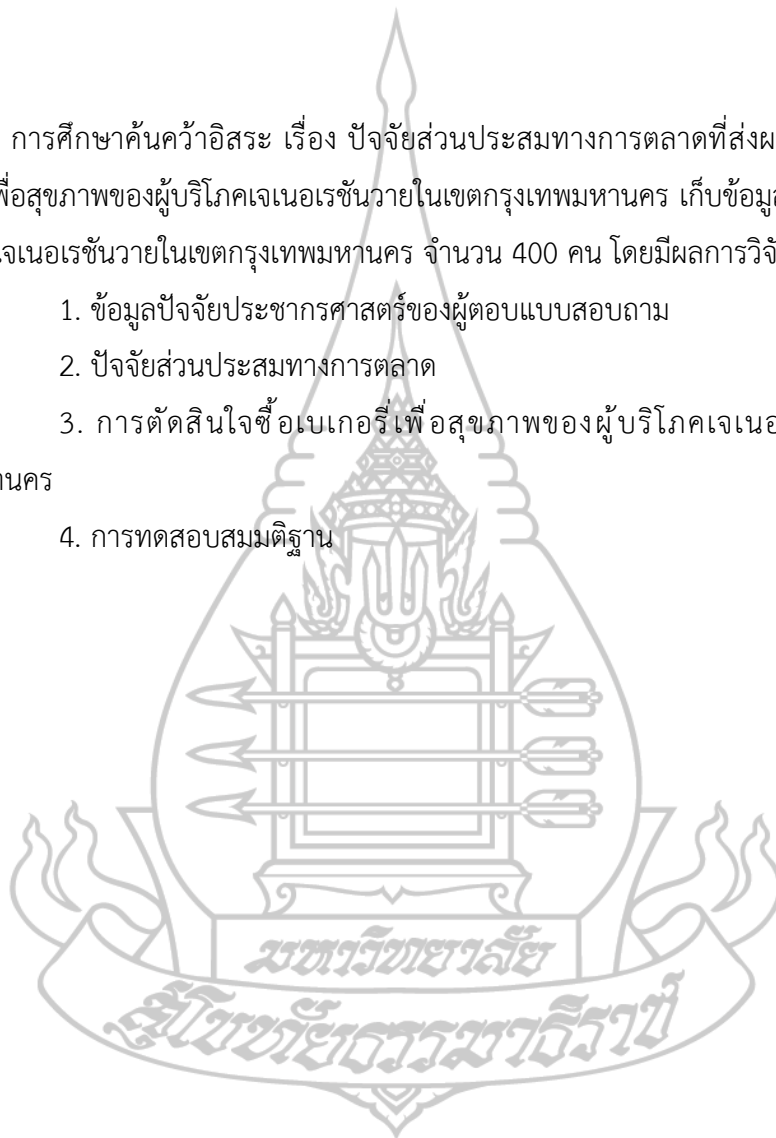 การศึกษาค้นคว้าอิสระ เรื่อง ปัจจัยส่วนประสมทางการตลาดที่ส่งผ
เพื่อสุขภาพของผู้บริโภคเจเนอเรชันวายในเขตกรุงเทพมหานคร เก็บข้อมูล
เจเนอเรชันวายในเขตกรุงเทพมหานคร จำนวน 400 คน โดยมีผลการวิจั
1. ข้อมูลปัจจัยประชากรศาสตร์ของผู้ตอบแบบสอบถาม
2. ปัจจัยส่วนประสมทางการตลาด
3. การตัดสินใจซื้อเบเกอรี่เพื่อสุขภาพของผู้บริโภคเจเนอ
านคร
4. การทดสอบสมมติฐาน
มหาวิทยาลัย
สุโขทัยธรรมาธิราช